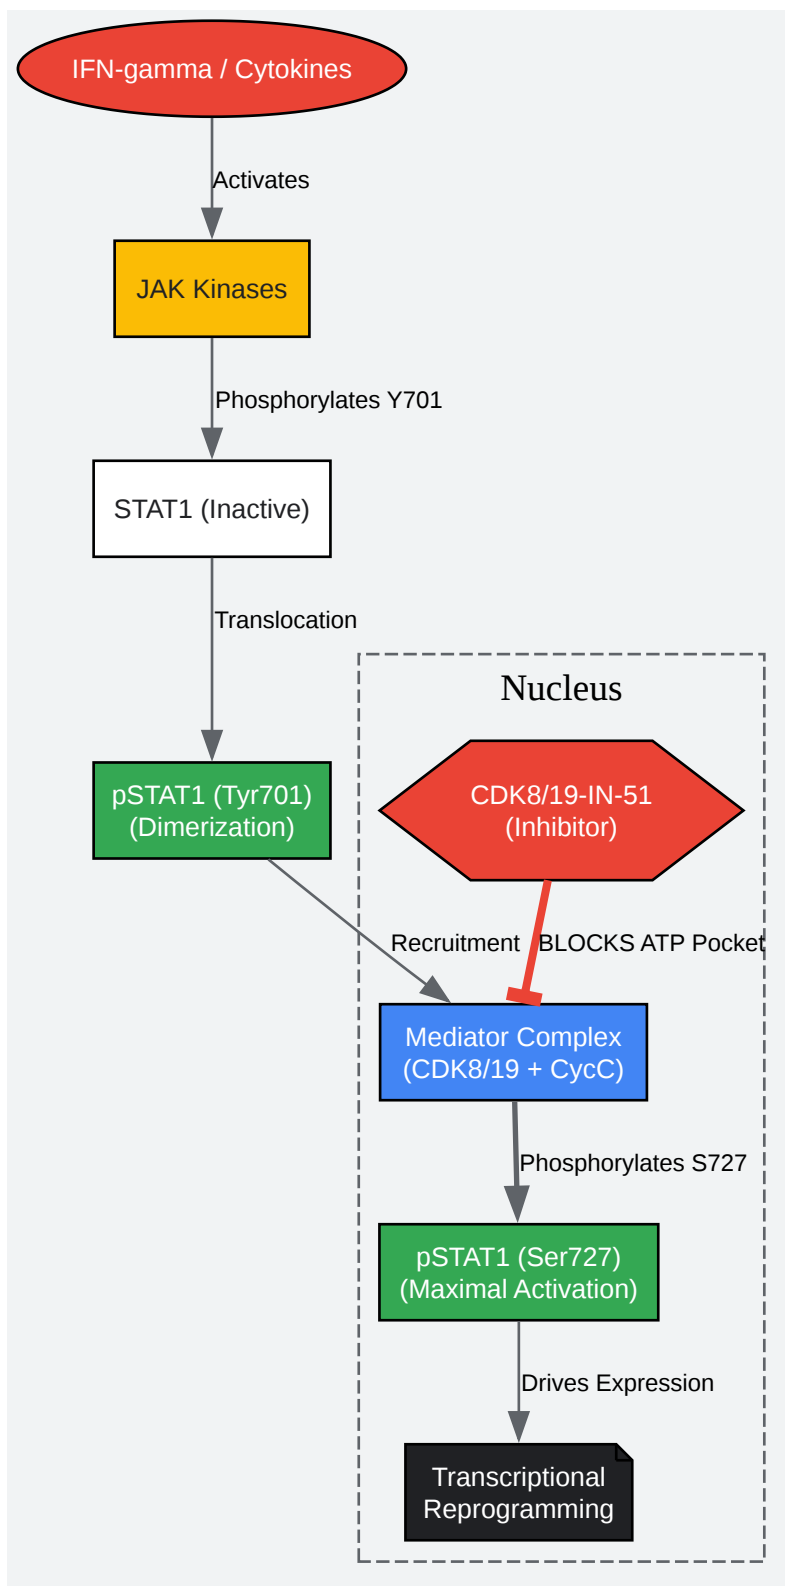 IFN-gamma / Cytokines
Activates
JAK Kinases
Phosphorylates Y701
STAT1 (Inactive)
Translocation
Nucleus
pSTAT1 (Tyr701)
(Dimerization)
CDK8/19-IN-51
(Inhibitor)
Recruitment
BLOCKS ATP Pocket
Mediator Complex
(CDK8/19 + CycC)
Phosphorylates S727
pSTAT1 (Ser727)
(Maximal Activation)
Drives Expression
Transcriptional
Reprogramming